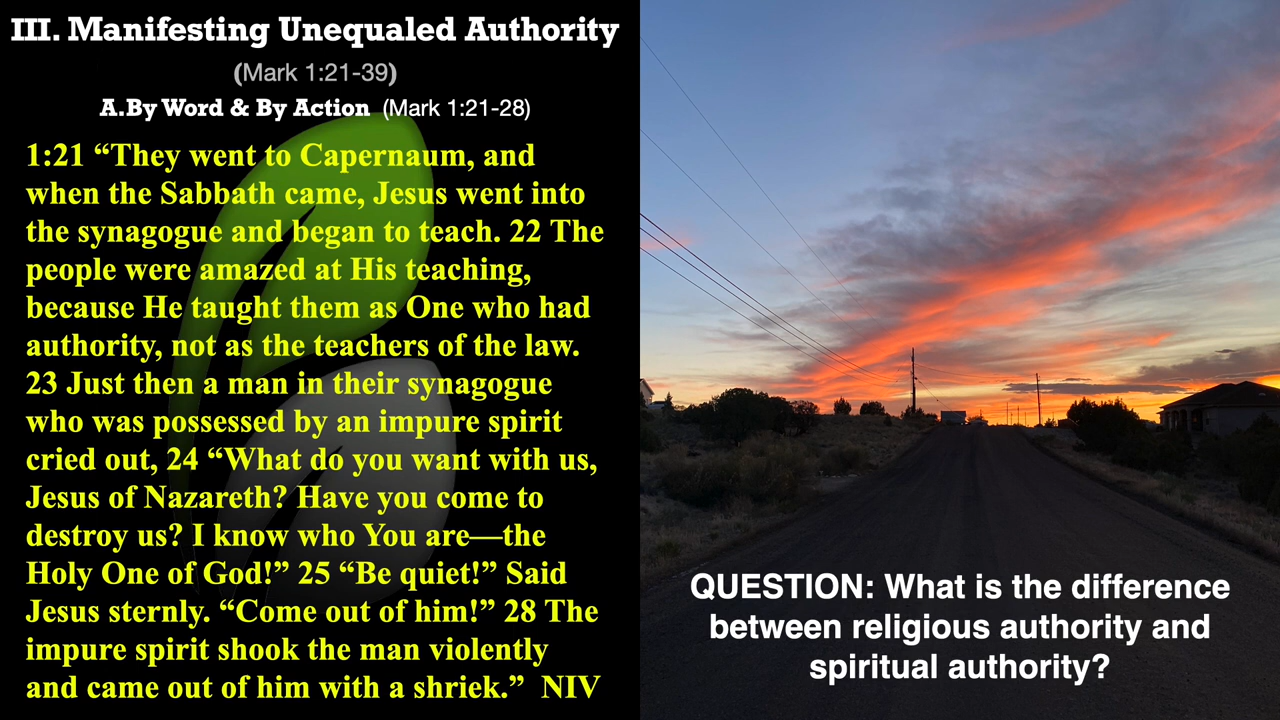 III. Manifesting Unequaled Authority
(Mark 1:21-39)
A.By Word & By Action (Mark 1:21-28)
1:21 “They went to Capernaum, and
when the Sabbath came, Jesus went into
the synagogue and began to teach. 22 The
people were amazed at His teaching,
because He taught them as One who had
authority, not as the teachers of the law.
23 Just then a man in their synagogue
who was possessed by an impure spirit
cried out, 24 “What do you want with us,
Jesus of Nazareth? Have you come to
destroy us? I know who You are—the
Holy One of God!” 25 “Be quiet!” Said
Jesus sternly. “Come out of him!” 28 The
impure spirit shook the man violently
and came out of him with a shriek.” NIV
QUESTION: What is the difference
between religious authority and
spiritual authority?